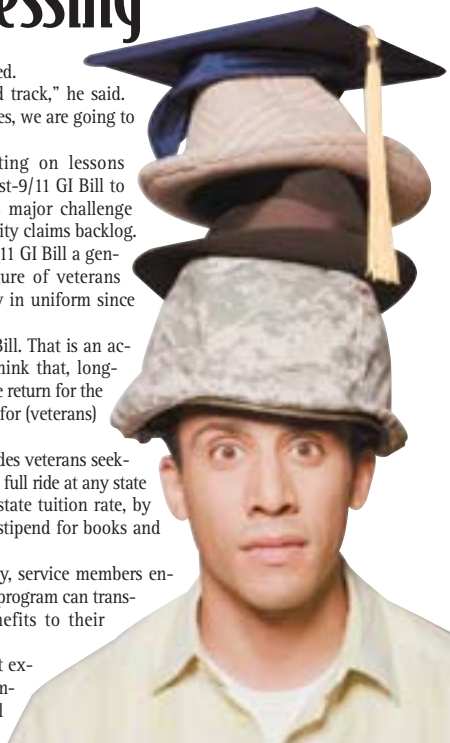 essing
ed.
d track,” he said.
es, we are going to
ting on lessons
st-9/11 GI Bill to
major challenge
ity claims backlog.
11 GI Bill a gen-
ure of veterans
y in uniform since
Bill. That is an ac-
hink that, long-
e return for the
for (veterans)
des veterans seek-
full ride at any state
state tuition rate, by
stipend for books and
y, service members en-
program can trans-
nefits to their
t ex-
m-